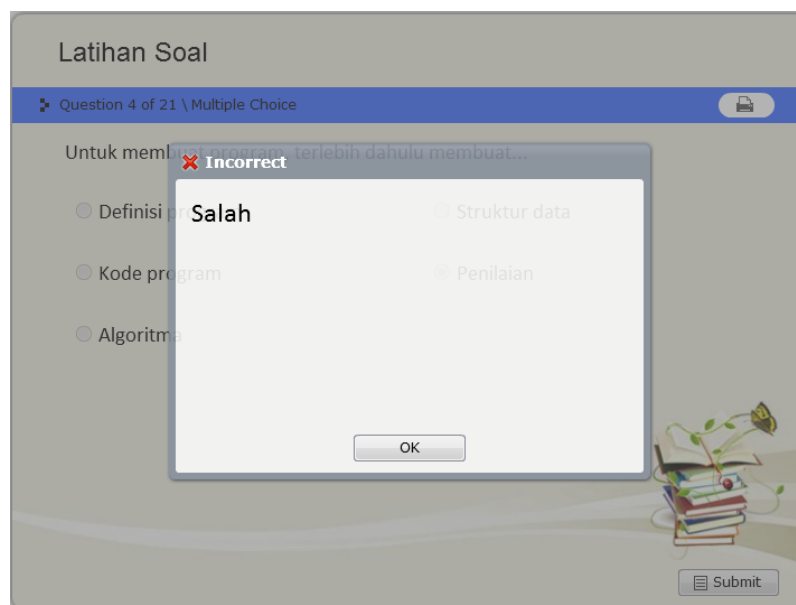 Latihan Soal
Question 4 of 21 \ Multiple Choice
Untuk membuat program, terlebih dahulu membuat...
Incorrect
Salah
Definisi program
Struktur data
Kode program
Penilaian
Algoritma
OK
Submit